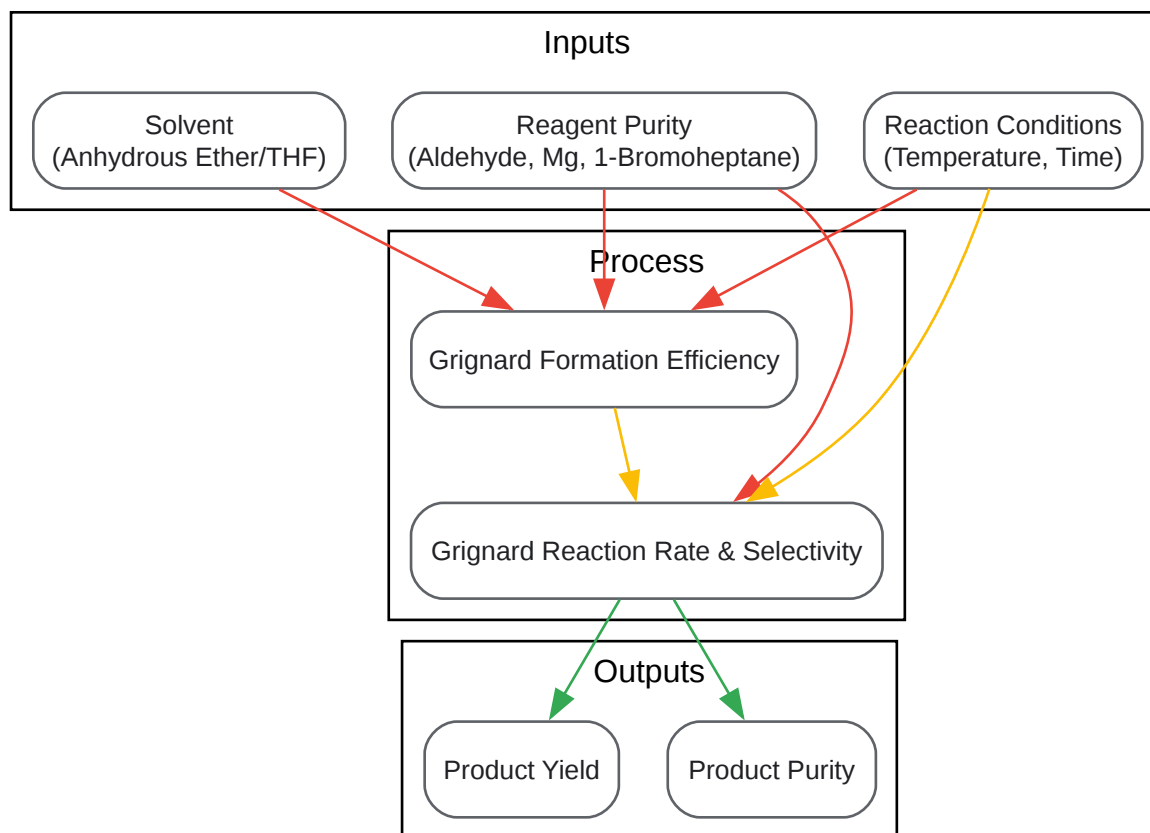 Inputs
Solvent
(Anhydrous Ether/THF)
Reagent Purity
(Aldehyde, Mg, 1-Bromoheptane)
Reaction Conditions
(Temperature, Time)
Process
Grignard Formation Efficiency
Grignard Reaction Rate & Selectivity
Outputs
Product Yield
Product Purity